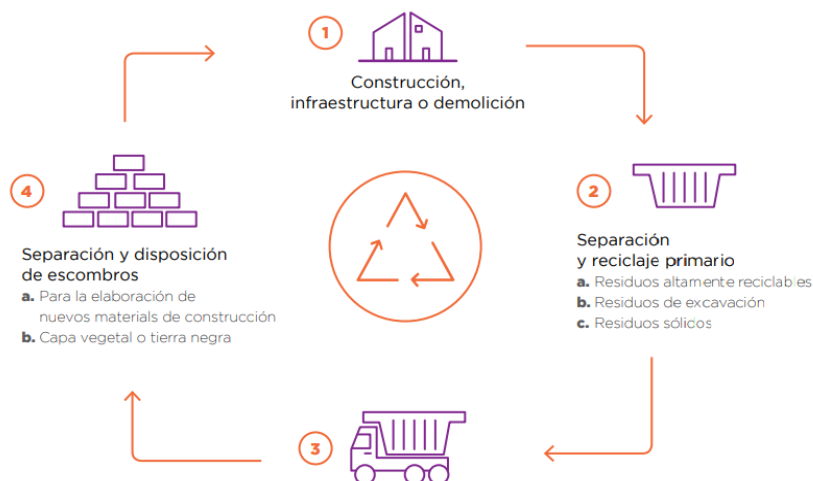 1
Construcción,
infraestructura o demolición
2
Separación
y reciclaje primario
a. Residuos altamente reciclables
b. Residuos de excavación
c. Residuos sólicos
3
4
Separación y disposición
de escombros
a. Para la elaboración de
nuevos materials de construcción
b. Capa vegetal o tierra negra